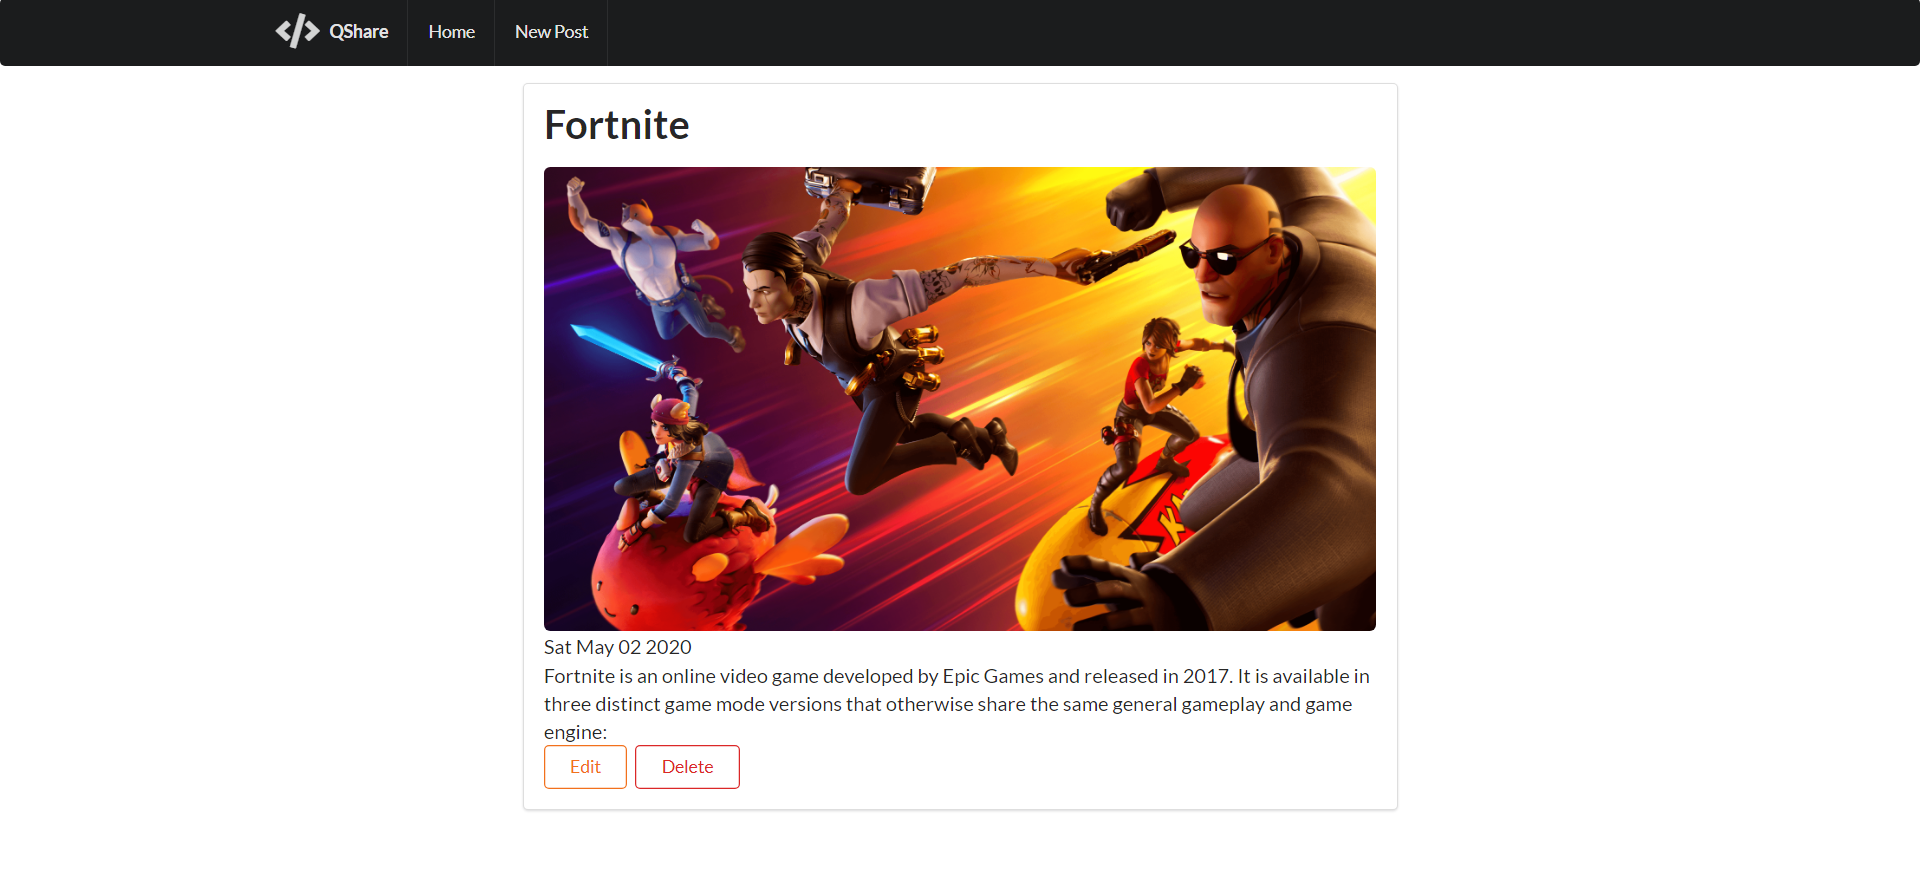 QShare Home New Post
Fortnite
Sat May 02 2020
Fortnite is an online video game developed by Epic Games and released in 2017. It is available in
three distinct game mode versions that otherwise share the same general gameplay and game
engine:
Edit Delete